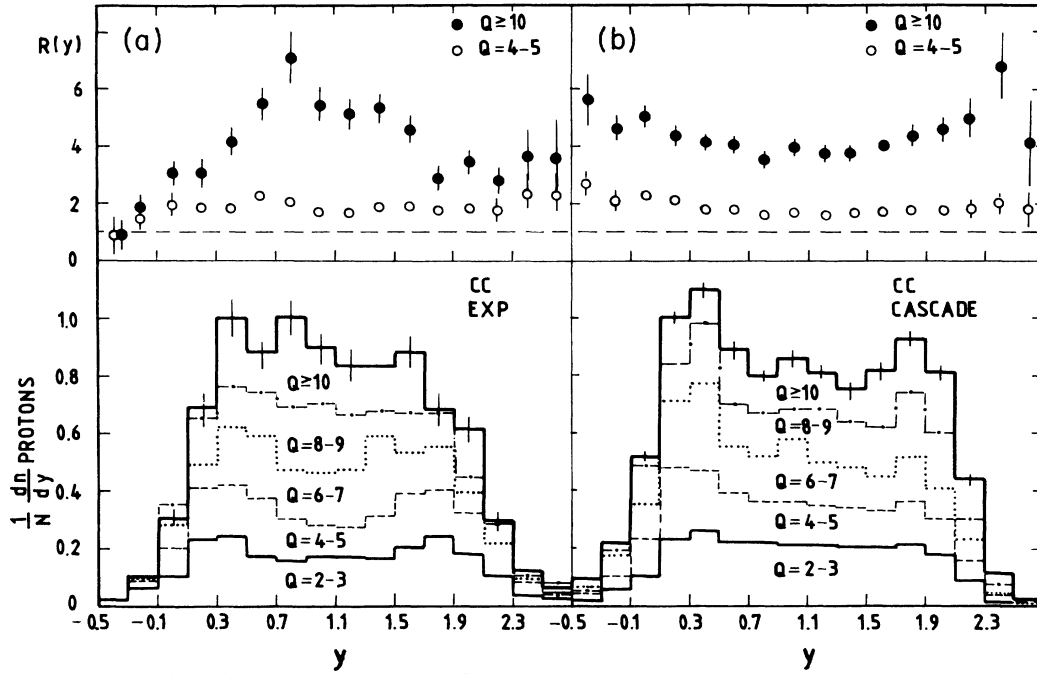 R(y)
(a)
● Q≥10
○ Q=4-5
(b)
● Q≥10
○ Q=4-5
6
4
2
0
CC
EXP
CC
CASCADE
1.0
0.8
0.6
0.4
0.2
0
1/N dn/dy PROTONS
Q≥10
Q=8-9
Q=6-7
Q=4-5
Q=2-3
Q≥10
Q=8-9
Q=6-7
Q=4-5
Q=2-3
-0.5 -0.1 0.3 0.7 1.1 1.5 1.9 2.3 -0.5 -0.1 0.3 0.7 1.1 1.5 1.9 2.3
y
y